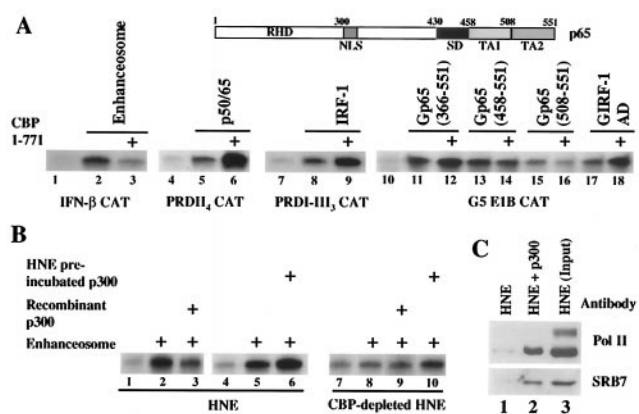 A
1 300 430 458 508 551
RHD p65
NLS SD TA1 TA2
Enhanceosome
p50/65
IRF-1
Gp65 (366-551)
Gp65 (458-551)
Gp65 (508-551)
GIRF-1 AD
CBP 1-771 + + + + + + +
1 2 3 4 5 6 7 8 9 10 11 12 13 14 15 16 17 18
IFN-β CAT PRDII4 CAT PRDI-III3 CAT G5 E1B CAT
B
HNE pre-incubated p300 + +
Recombinant p300 + +
Enhanceosome + + + + + + +
1 2 3 4 5 6 7 8 9 10
HNE CBP-depleted HNE
C
HNE
HNE + p300
HNE (Input)
Antibody
Pol II
SRB7
1 2 3